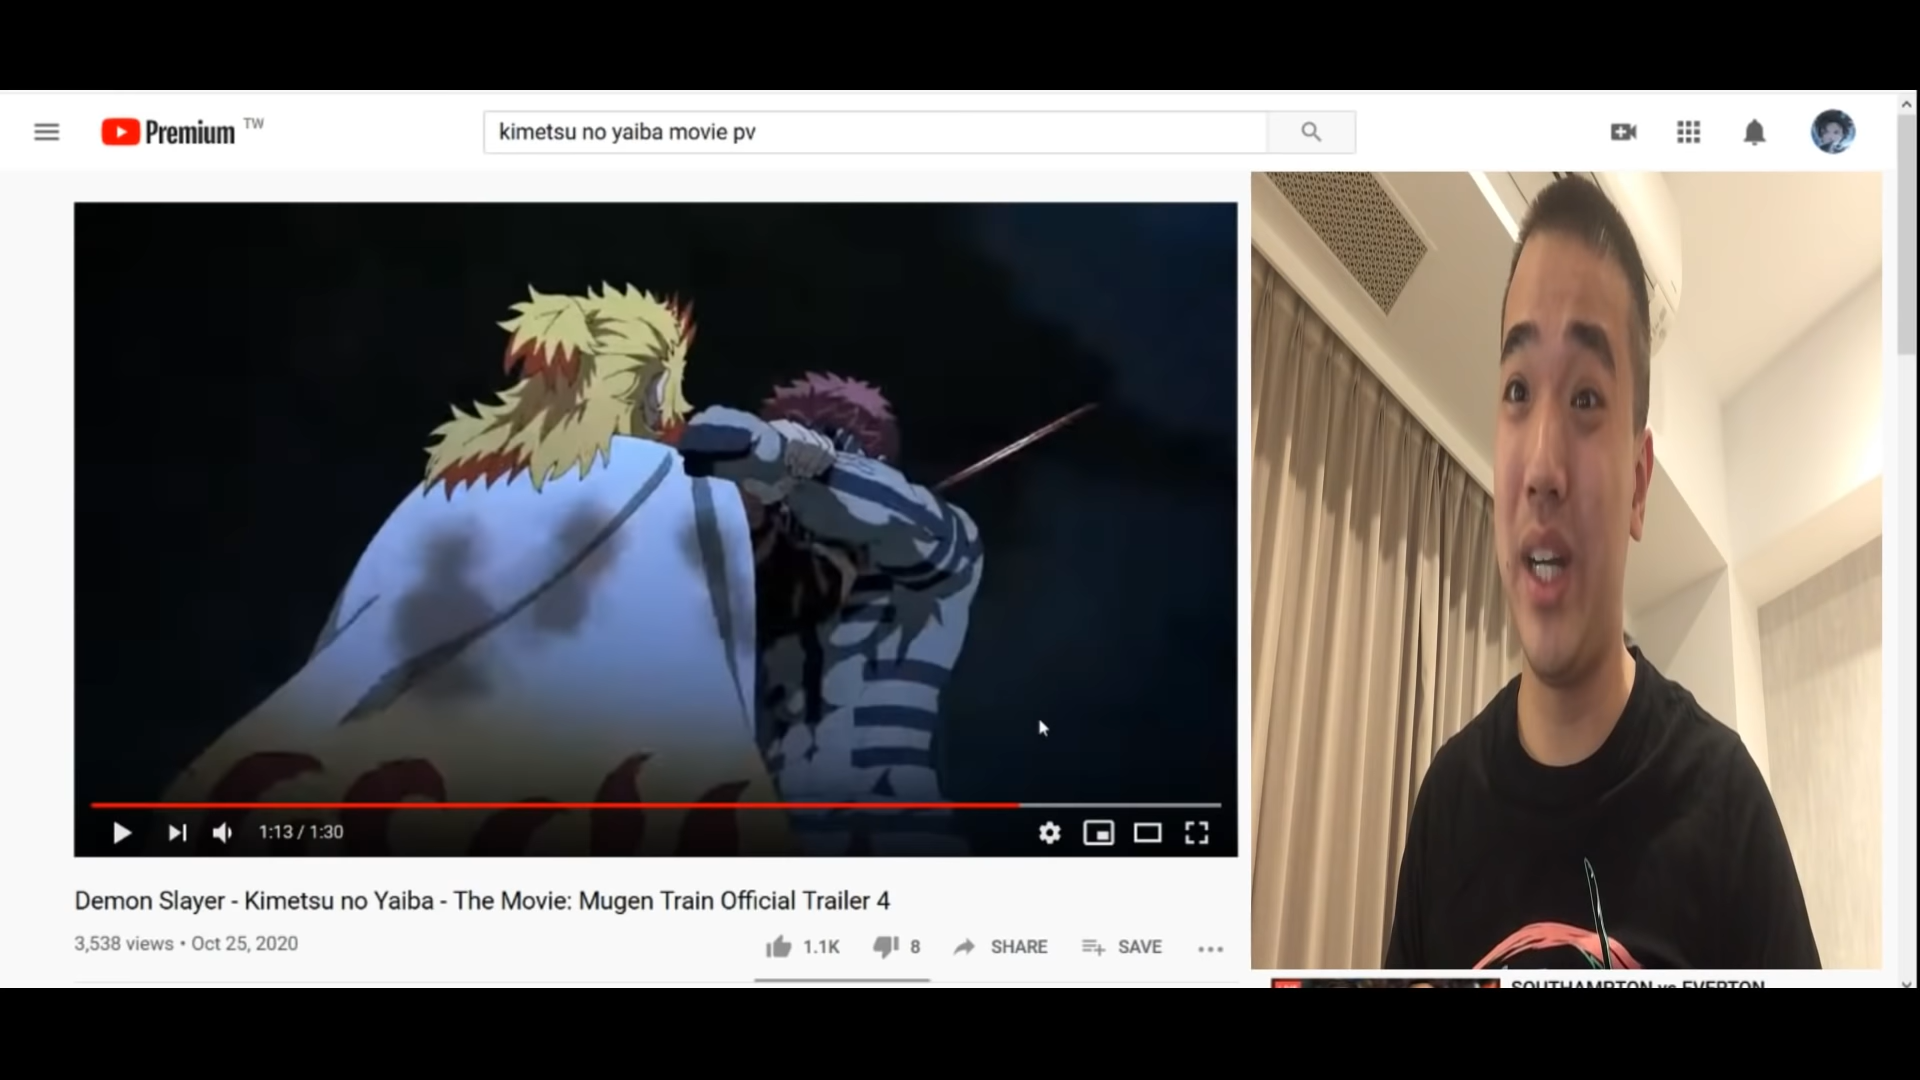 Premium TW
kimetsu no yaiba movie pv
1:13 / 1:30
Demon Slayer - Kimetsu no Yaiba - The Movie: Mugen Train Official Trailer 4
3,538 views • Oct 25, 2020
1.1K 8 SHARE SAVE
SOUTHAMPTON vs EVERTON